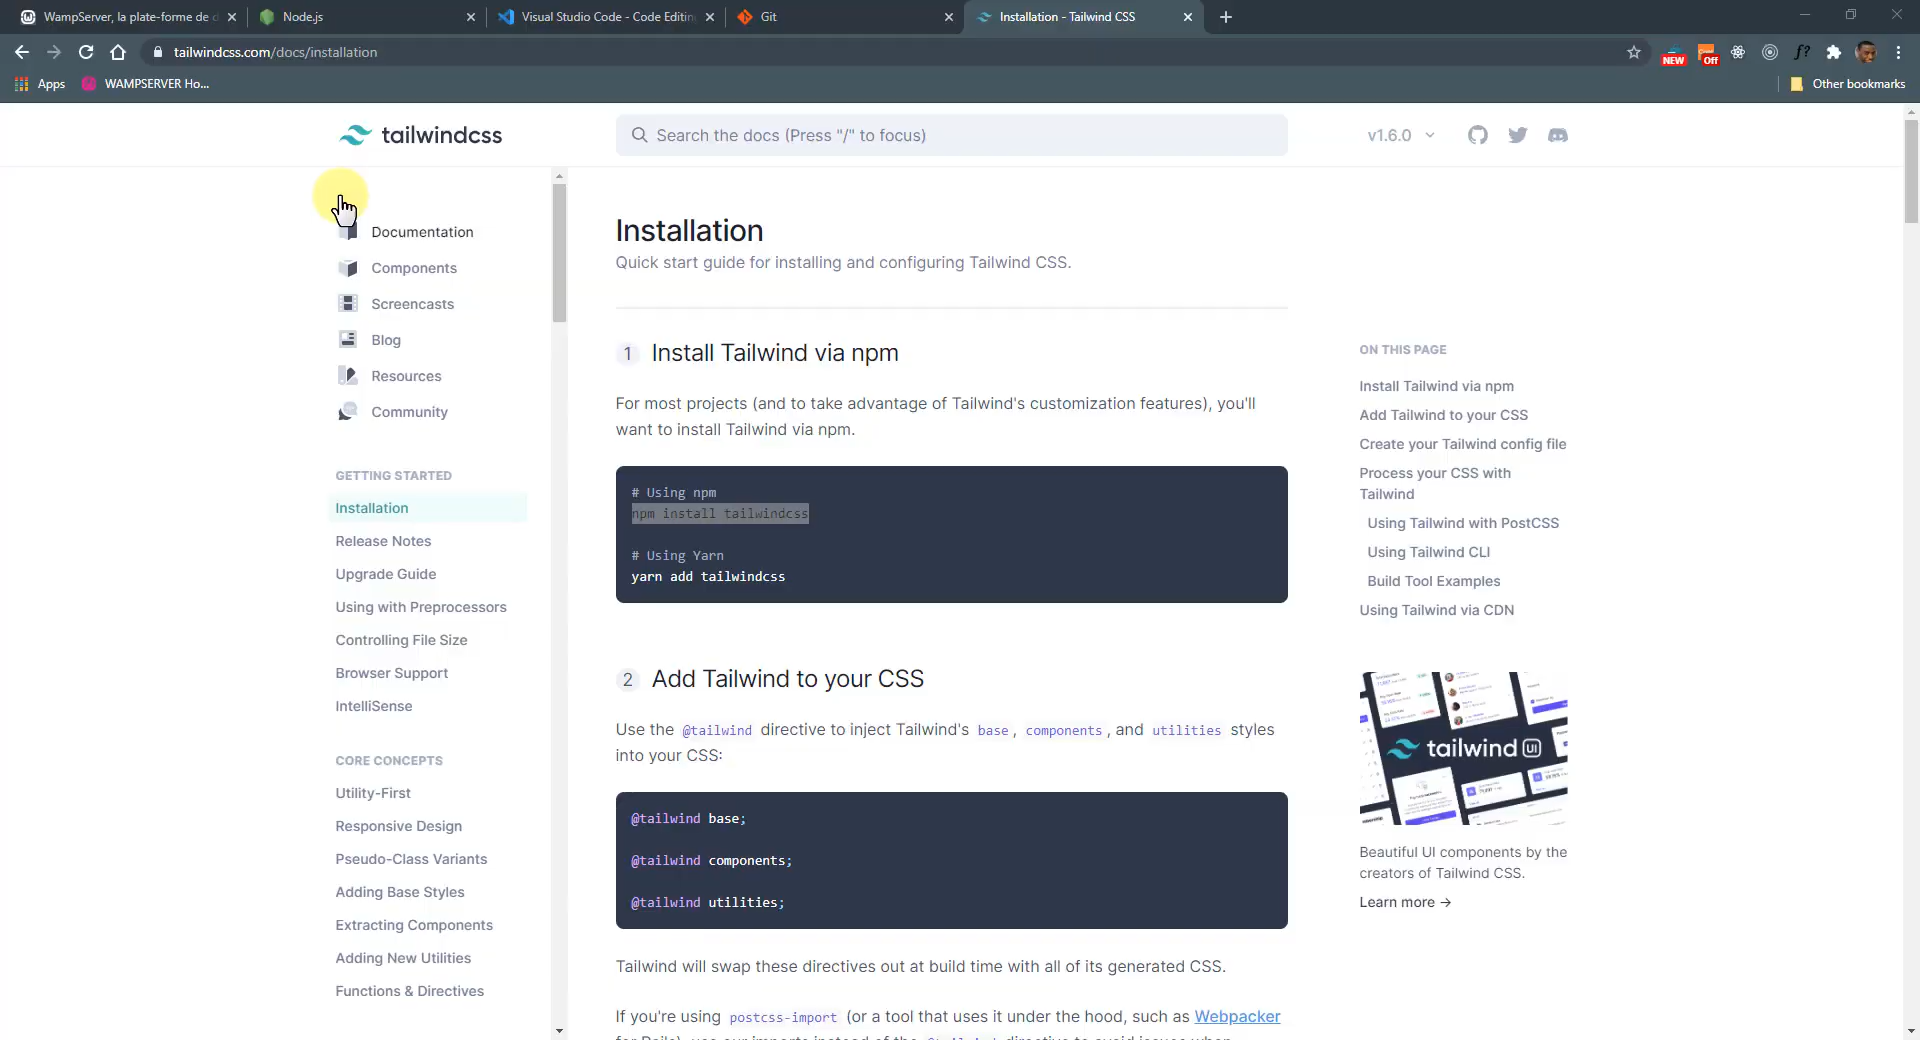 WampServer, la plate-forme de d
Node.js
Visual Studio Code - Code Editing
Git
Installation - Tailwind CSS
tailwindcss.com/docs/installation
NEW
Off
f?
Apps
WAMPSERVER Ho...
Other bookmarks
tailwindcss
Search the docs (Press "/" to focus)
v1.6.0
Documentation
Components
Screencasts
Blog
Resources
Community
GETTING STARTED
Installation
Release Notes
Upgrade Guide
Using with Preprocessors
Controlling File Size
Browser Support
IntelliSense
CORE CONCEPTS
Utility-First
Responsive Design
Pseudo-Class Variants
Adding Base Styles
Extracting Components
Adding New Utilities
Functions & Directives
Installation
Quick start guide for installing and configuring Tailwind CSS.
1 Install Tailwind via npm
For most projects (and to take advantage of Tailwind's customization features), you'll
want to install Tailwind via npm.
# Using npm
npm install tailwindcss
# Using Yarn
yarn add tailwindcss
2 Add Tailwind to your CSS
Use the @tailwind directive to inject Tailwind's base, components, and utilities styles
into your CSS:
@tailwind base;
@tailwind components;
@tailwind utilities;
Tailwind will swap these directives out at build time with all of its generated CSS.
If you're using postcss-import (or a tool that uses it under the hood, such as Webpacker
ON THIS PAGE
Install Tailwind via npm
Add Tailwind to your CSS
Create your Tailwind config file
Process your CSS with
Tailwind
Using Tailwind with PostCSS
Using Tailwind CLI
Build Tool Examples
Using Tailwind via CDN
tailwind UI
Beautiful UI components by the
creators of Tailwind CSS.
Learn more →